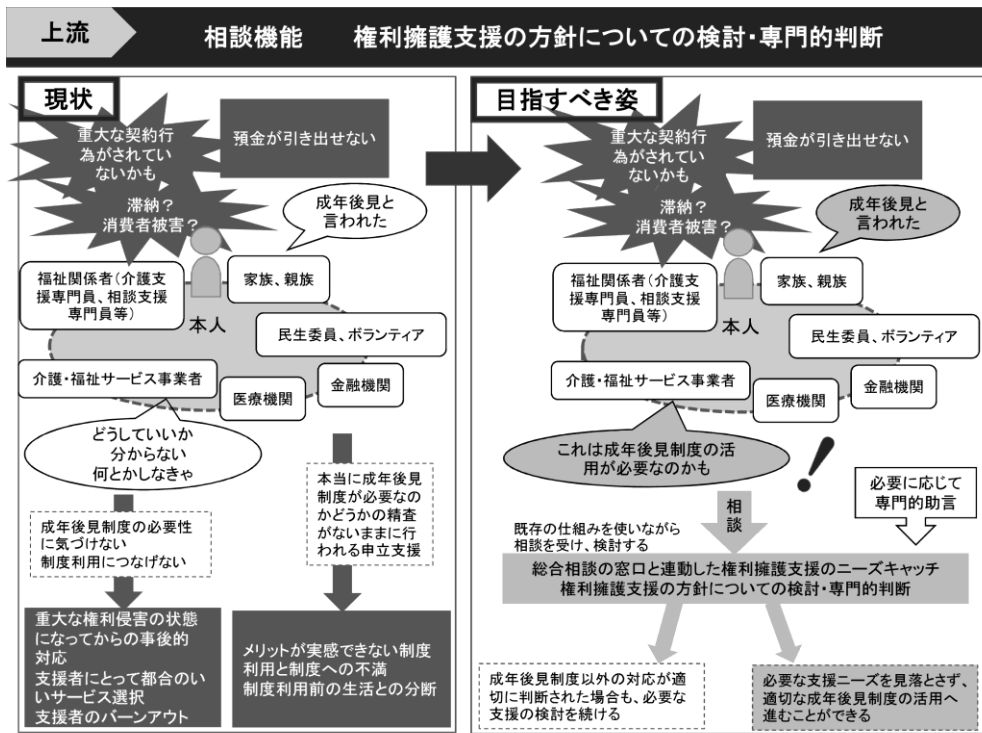 上流
相談機能　権利擁護支援の方針についての検討・専門的判断
現状
重大な契約行
為がされてい
ないかも
預金が引き出せない
滞納？
消費者被害？
成年後見と
言われた
福祉関係者（介護支
援専門員、相談支援
専門員等）
家族、親族
本人
民生委員、ボランティア
介護・福祉サービス事業者
医療機関
金融機関
どうしていいか
分からない
何とかしなきゃ
本当に成年後見
制度が必要なの
かどうかの精査
がないままに行
われる申立支援
成年後見制度の必要性
に気づけない
制度利用につなげない
重大な権利侵害の状態
になってからの事後的
対応
支援者にとって都合のい
いサービス選択
支援者のバーンアウト
メリットが実感できない制度
利用と制度への不満
制度利用前の生活との分断
目指すべき姿
重大な契約行
為がされてい
ないかも
預金が引き出せない
滞納？
消費者被害？
成年後見と
言われた
福祉関係者（介護支
援専門員、相談支援
専門員等）
家族、親族
本人
民生委員、ボランティア
介護・福祉サービス事業者
医療機関
金融機関
これは成年後見制度の活
用が必要なのかも
！
相談
必要に応じて
専門的助言
既存の仕組みを使いながら
相談を受け、検討する
総合相談の窓口と連動した権利擁護支援のニーズキャッチ
権利擁護支援の方針についての検討・専門的判断
成年後見制度以外の対応が適
切に判断された場合も、必要な
支援の検討を続ける
必要な支援ニーズを見落とさず、
適切な成年後見制度の活用へ
進むことができる